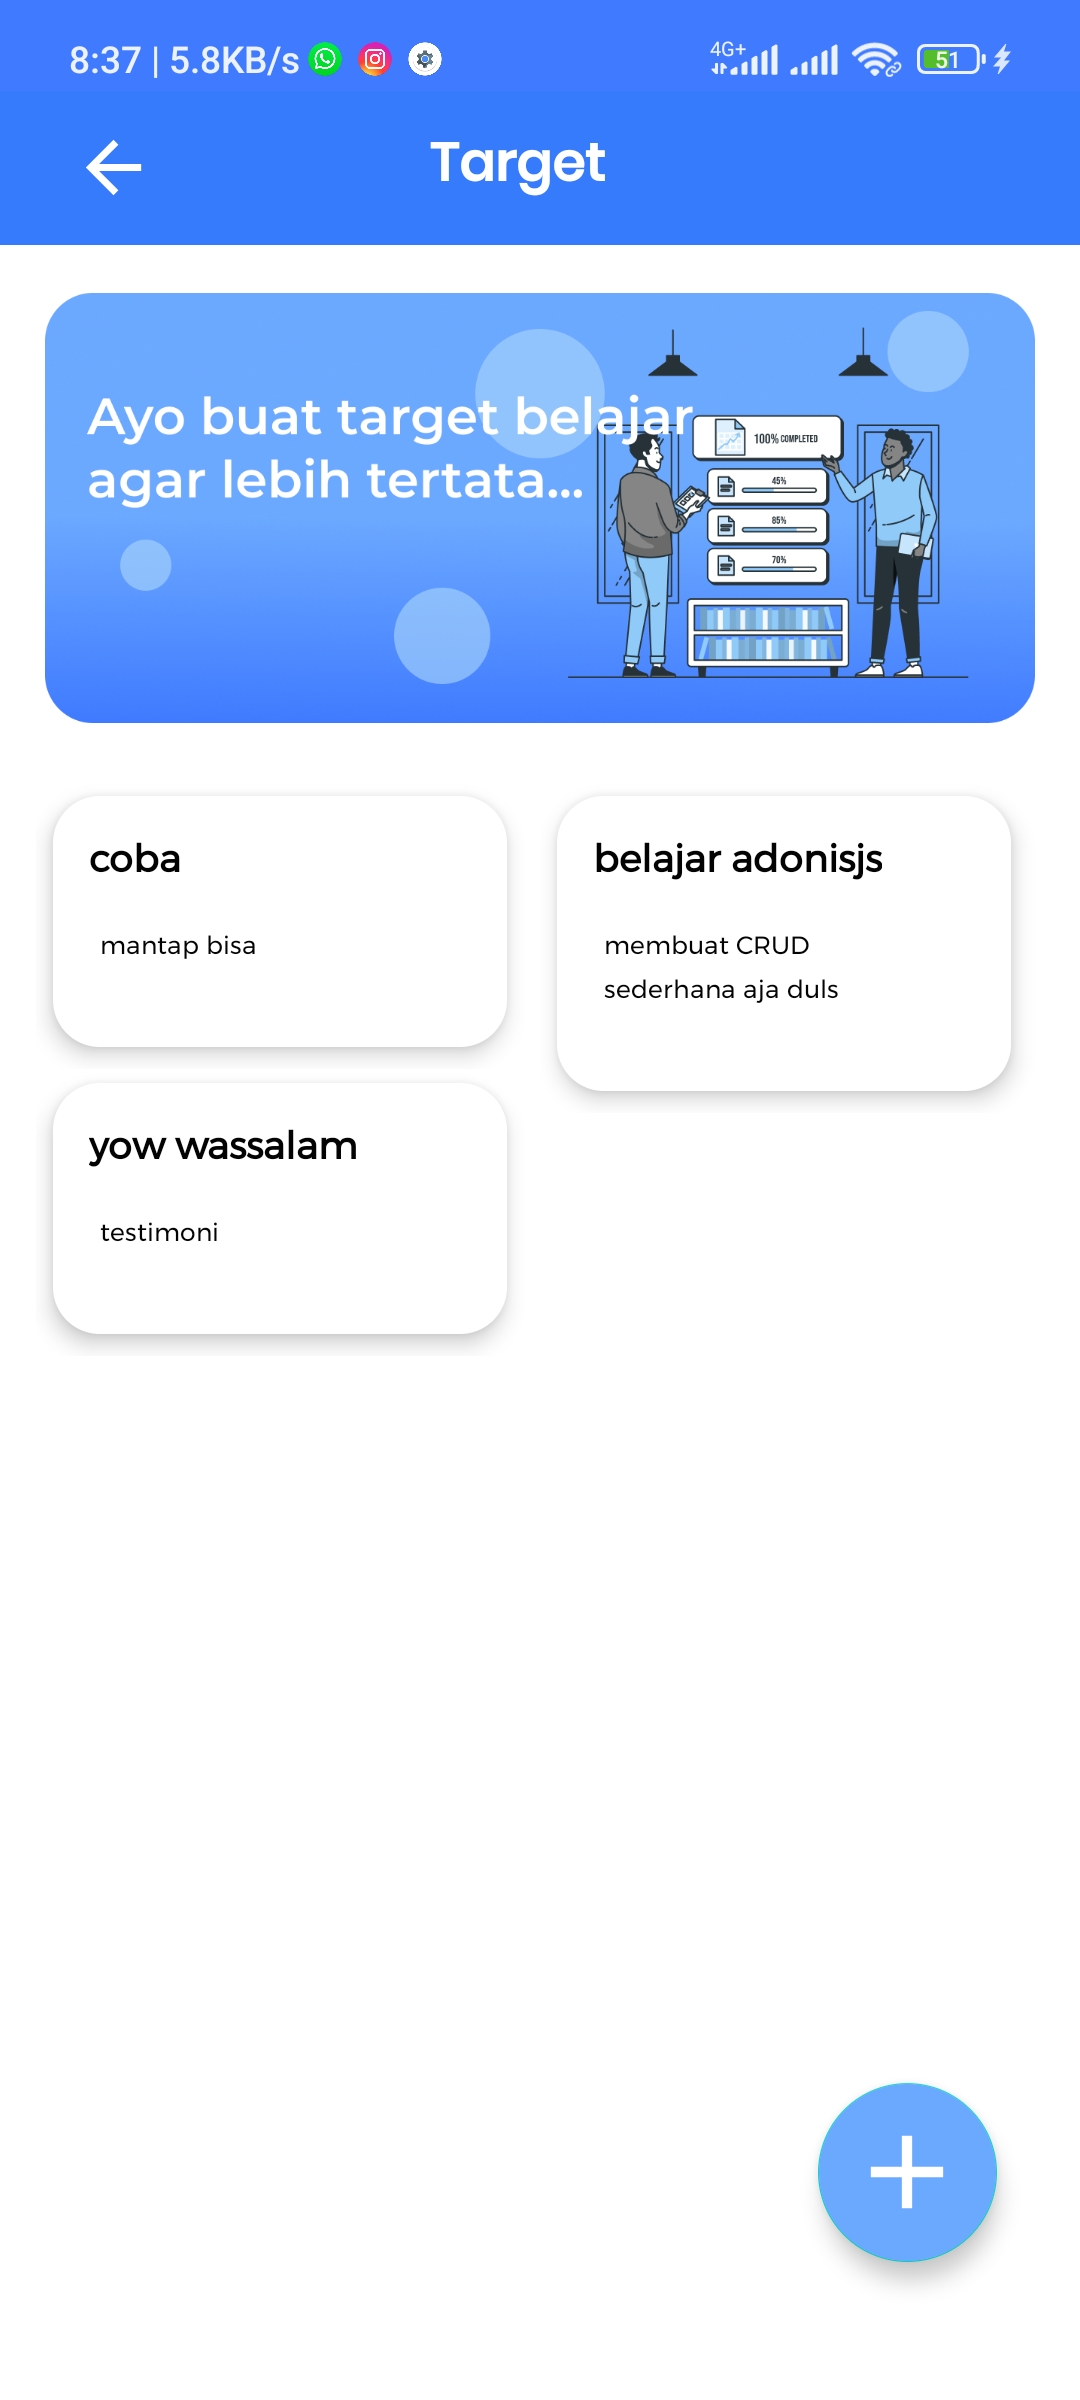 8:37 | 5.8KB/s
4G+
51
Target
Ayo buat target belajar
agar lebih tertata...
100% COMPLETED
45%
85%
70%
coba
mantap bisa
belajar adonisjs
membuat CRUD
sederhana aja duls
yow wassalam
testimoni